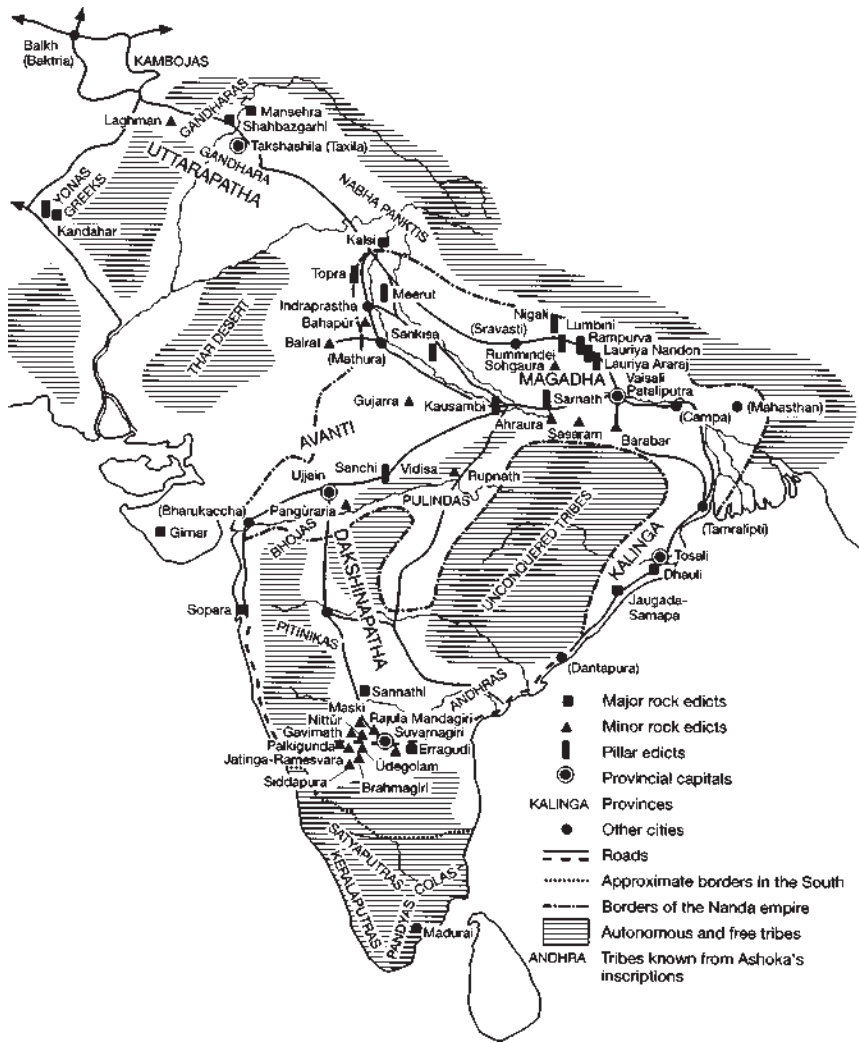 Balkh
(Baktria)
KAMBOJAS
GANDHARAS
Mansehra
Laghman
Shahbazgarhi
Takshashila (Taxila)
GANDHARA
UTTARAPATHA
YONAS
GREEKS
NABHA PANKTIS
Kandahar
Kalsi
Topra
Meerut
THAR DESERT
Indraprastha
Nigali
Lumbini
Bahapūr
Sankisa
(Sravasti)
Rampurva
Bairat
Rummindei
Lauriya Nandon
(Mathura)
Sohgaura
Lauriya Araraj
MAGADHA
Vaisali
Gujarra
Kausambi
Sarnath
Pataliputra
(Mahasthan)
AVANTI
Ahraura
(Campa)
Sasaram
Barabar
Sanchi
Vidisa
Rupnath
Ujjain
PULINDAS
(Bharukaccha)
Pangūraria
(Tamralipti)
Girnar
BHOJAS
UNCONQUERED TRIBES
KALINGA
Tosali
DAKSHINAPATHA
Dhauli
Sopara
Jaugada-
Samapa
PITINIKAS
(Dantapura)
ANDHRAS
Sannathi
Maski
Nittūr
Rajula Mandagiri
Gavimath
Suvarnagiri
Palkigunda
Erragudi
Jatinga-Ramesvara
Udegolam
Siddapura
Brahmagiri
SATYAPUTRAS
KERALAPUTRAS
COLAS
PANDYAS
Madurai
Major rock edicts
Minor rock edicts
Pillar edicts
Provincial capitals
KALINGA Provinces
Other cities
Roads
Approximate borders in the South
Borders of the Nanda empire
Autonomous and free tribes
ANDHRA Tribes known from Ashoka's
inscriptions